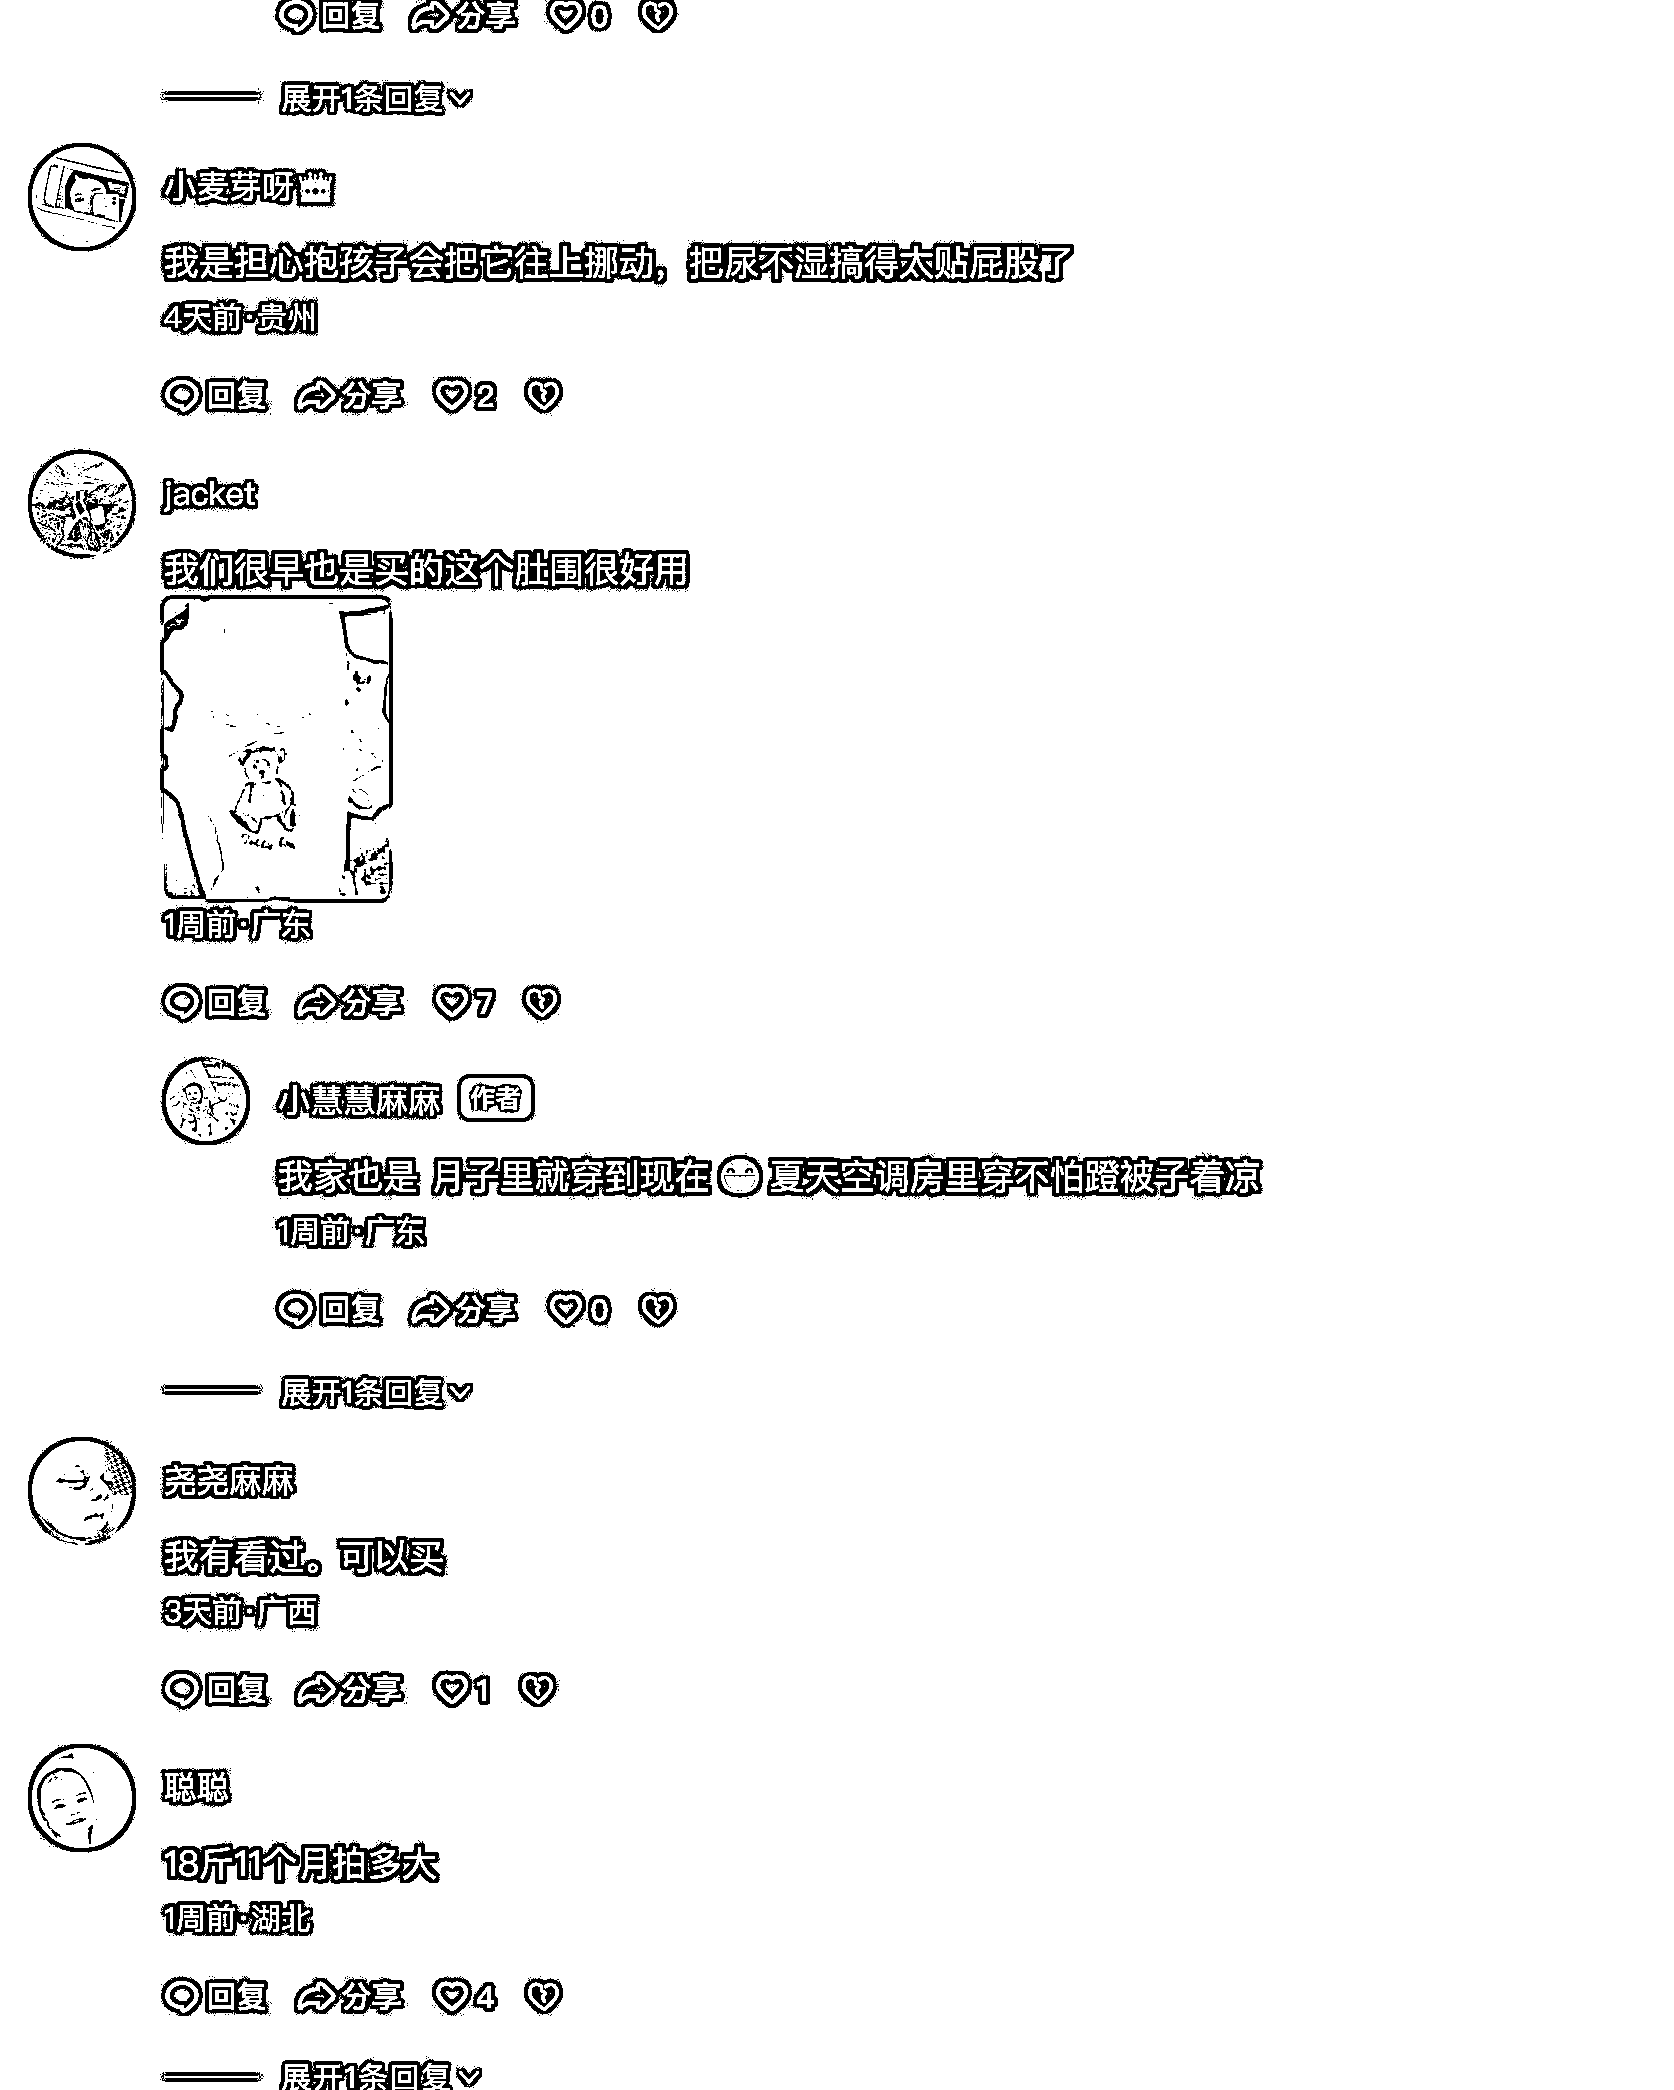 回复 分享 0
展开1条回复
小麦芽呀
我是担心抱孩子会把它往上挪动，把尿不湿搞得太贴屁股了
4天前·贵州
回复 分享 2
jacket
我们很早也是买的这个肚围很好用
1周前·广东
回复 分享 7
小慧慧麻麻 作者
我家也是 月子里就穿到现在😁夏天空调房里穿不怕蹬被子着凉
1周前·广东
回复 分享 0
展开1条回复
尧尧麻麻
我有看过。可以买
3天前·广西
回复 分享 1
聪聪
18斤11个月拍多大
1周前·湖北
回复 分享 4
展开1条回复